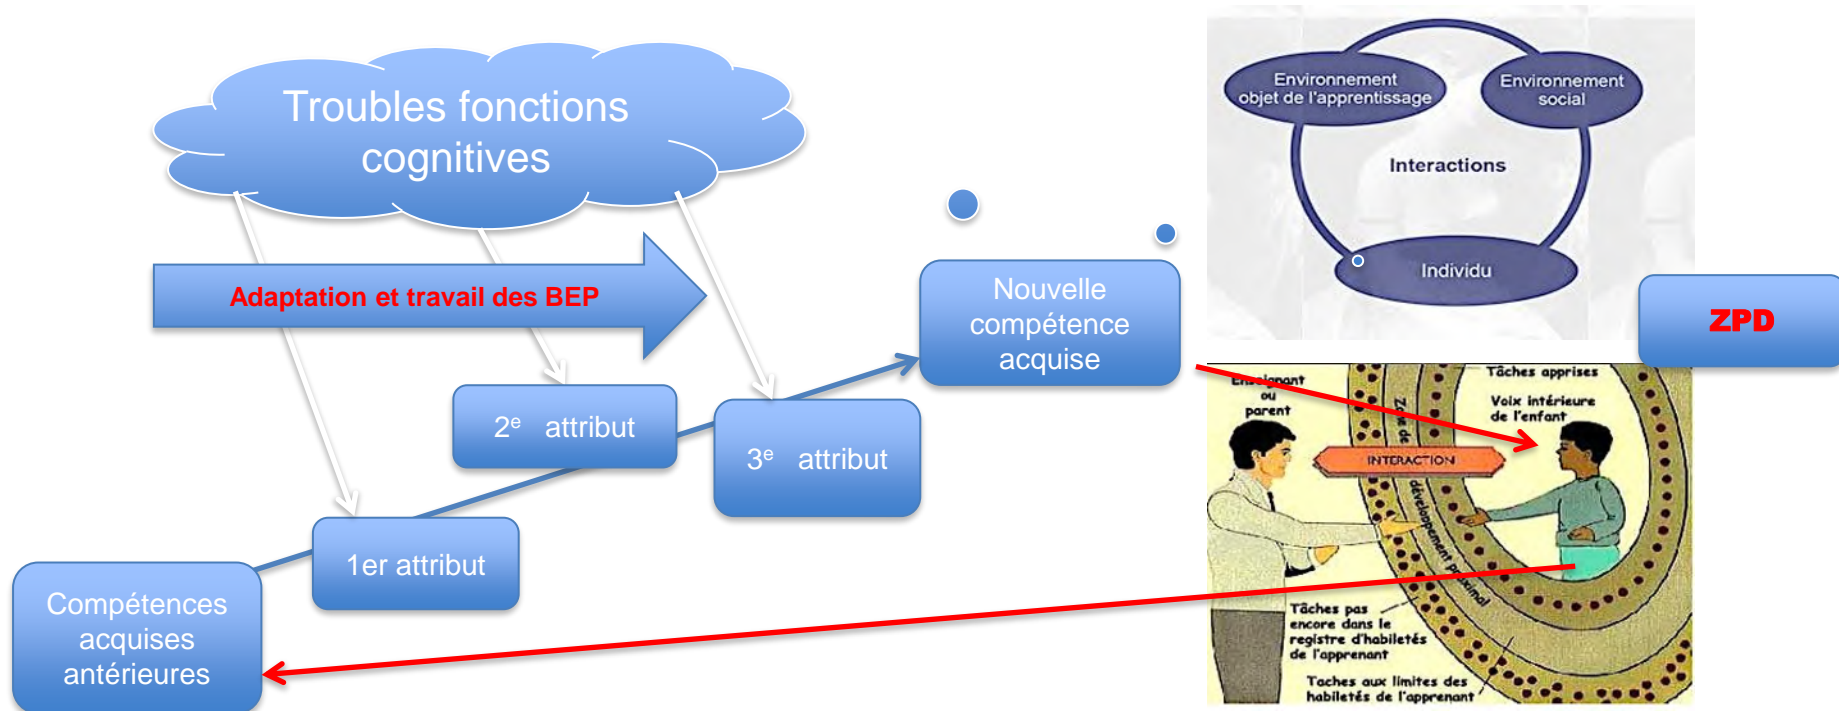 Troubles fonctions
cognitives
Adaptation et travail des BEP
Compétences
acquises
antérieures
1er attribut
2e attribut
3e attribut
Nouvelle
compétence
acquise
Environnement
objet de l'apprentissage
Environnement
social
Interactions
Individu
ZPD
Enseignant
ou
parent
Tâches apprises
Voix intérieure
de l'enfant
INTERACTION
Zone de
développement proximal
Tâches pas
encore dans le
registre d'habiletés
de l'apprenant
Taches aux limites des
habiletés de l'apprenant